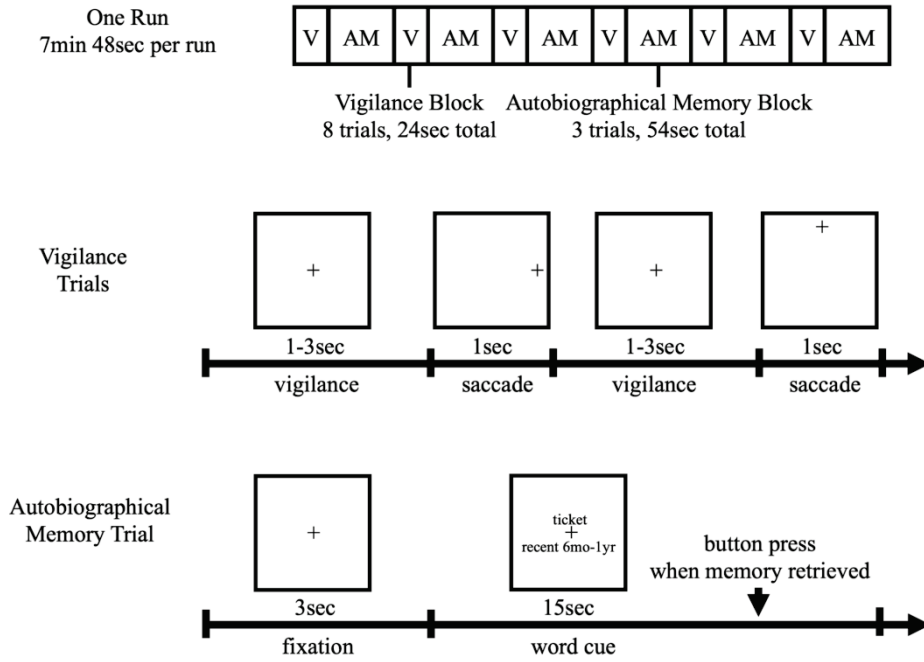 One Run
7min 48sec per run
V AM V AM V AM V AM V AM V AM
Vigilance Block
8 trials, 24sec total
Autobiographical Memory Block
3 trials, 54sec total
Vigilance
Trials
+ + + +
1-3sec 1sec 1-3sec 1sec
vigilance saccade vigilance saccade
Autobiographical
Memory Trial
+
ticket
+
recent 6mo-1yr
button press
when memory retrieved
3sec 15sec
fixation word cue